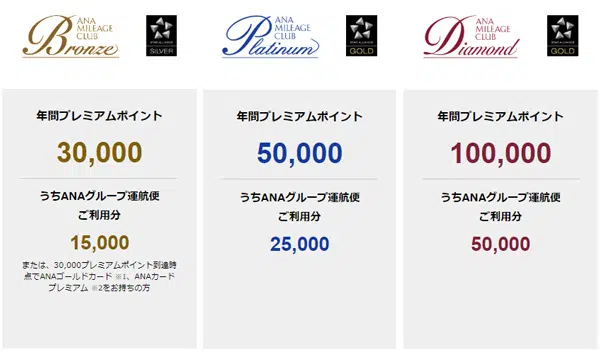 ANA
MILEAGE
CLUB
Bronze
STAR ALLIANCE
SILVER
ANA
MILEAGE
CLUB
Platinum
STAR ALLIANCE
GOLD
ANA
MILEAGE
CLUB
Diamond
STAR ALLIANCE
GOLD
年間プレミアムポイント
30,000
うちANAグループ運航便
ご利用分
15,000
または、30,000プレミアムポイント到達時
点でANAゴールドカード ※1、ANAカード
プレミアム ※2をお持ちの方
年間プレミアムポイント
50,000
うちANAグループ運航便
ご利用分
25,000
年間プレミアムポイント
100,000
うちANAグループ運航便
ご利用分
50,000